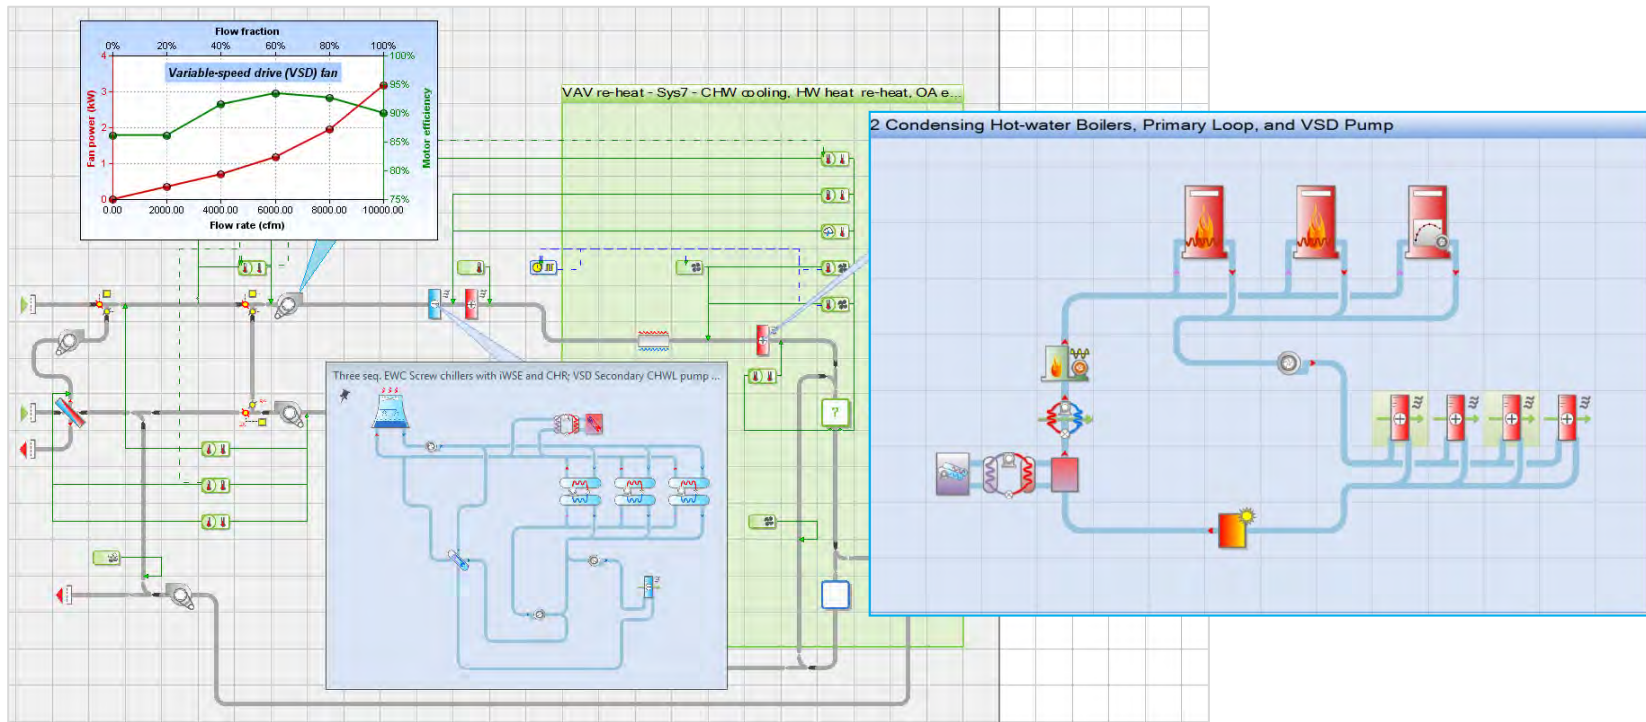 Flow fraction
0% 20% 40% 60% 80% 100%
4 3 2 1 0
Fan power (kW)
Variable-speed drive (VSD) fan
100% 95% 90% 85% 80% 75%
Motor efficiency
0.00 2000.00 4000.00 6000.00 8000.00 10000.00
Flow rate (cfm)
VAV re-heat - Sys7 - CHW cooling, HW heat re-heat, OA e...
2 Condensing Hot-water Boilers, Primary Loop, and VSD Pump
Three seq. EWC Screw chillers with iWSE and CHR; VSD Secondary CHWL pump ...
?